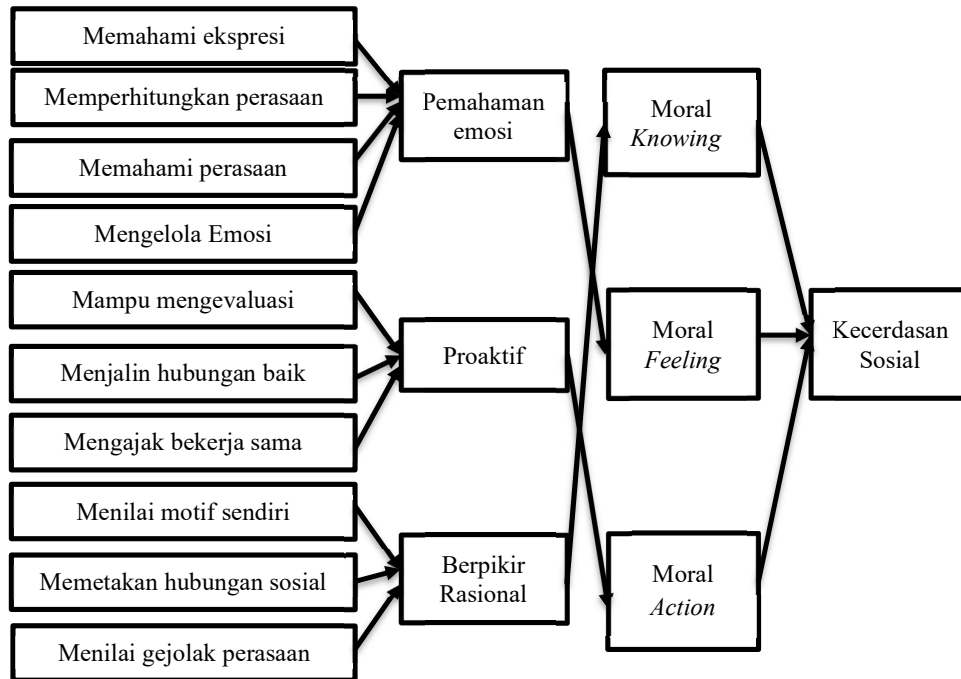 Memahami ekspresi
Memperhitungkan perasaan
Memahami perasaan
Mengelola Emosi
Mampu mengevaluasi
Menjalin hubungan baik
Mengajak bekerja sama
Menilai motif sendiri
Memetakan hubungan sosial
Menilai gejolak perasaan
Pemahaman
emosi
Proaktif
Berpikir
Rasional
Moral
Knowing
Moral
Feeling
Moral
Action
Kecerdasan
Sosial